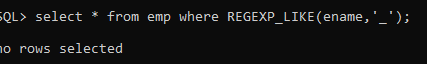 SQL> select * from emp where REGEXP_LIKE(ename,'_');
no rows selected